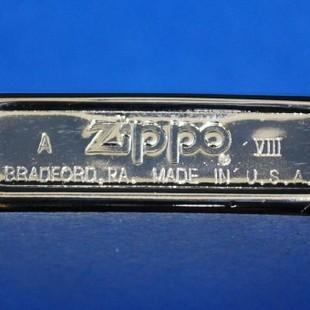 A Zippo VIII
BRADFORD, PA. MADE IN U.S.A.